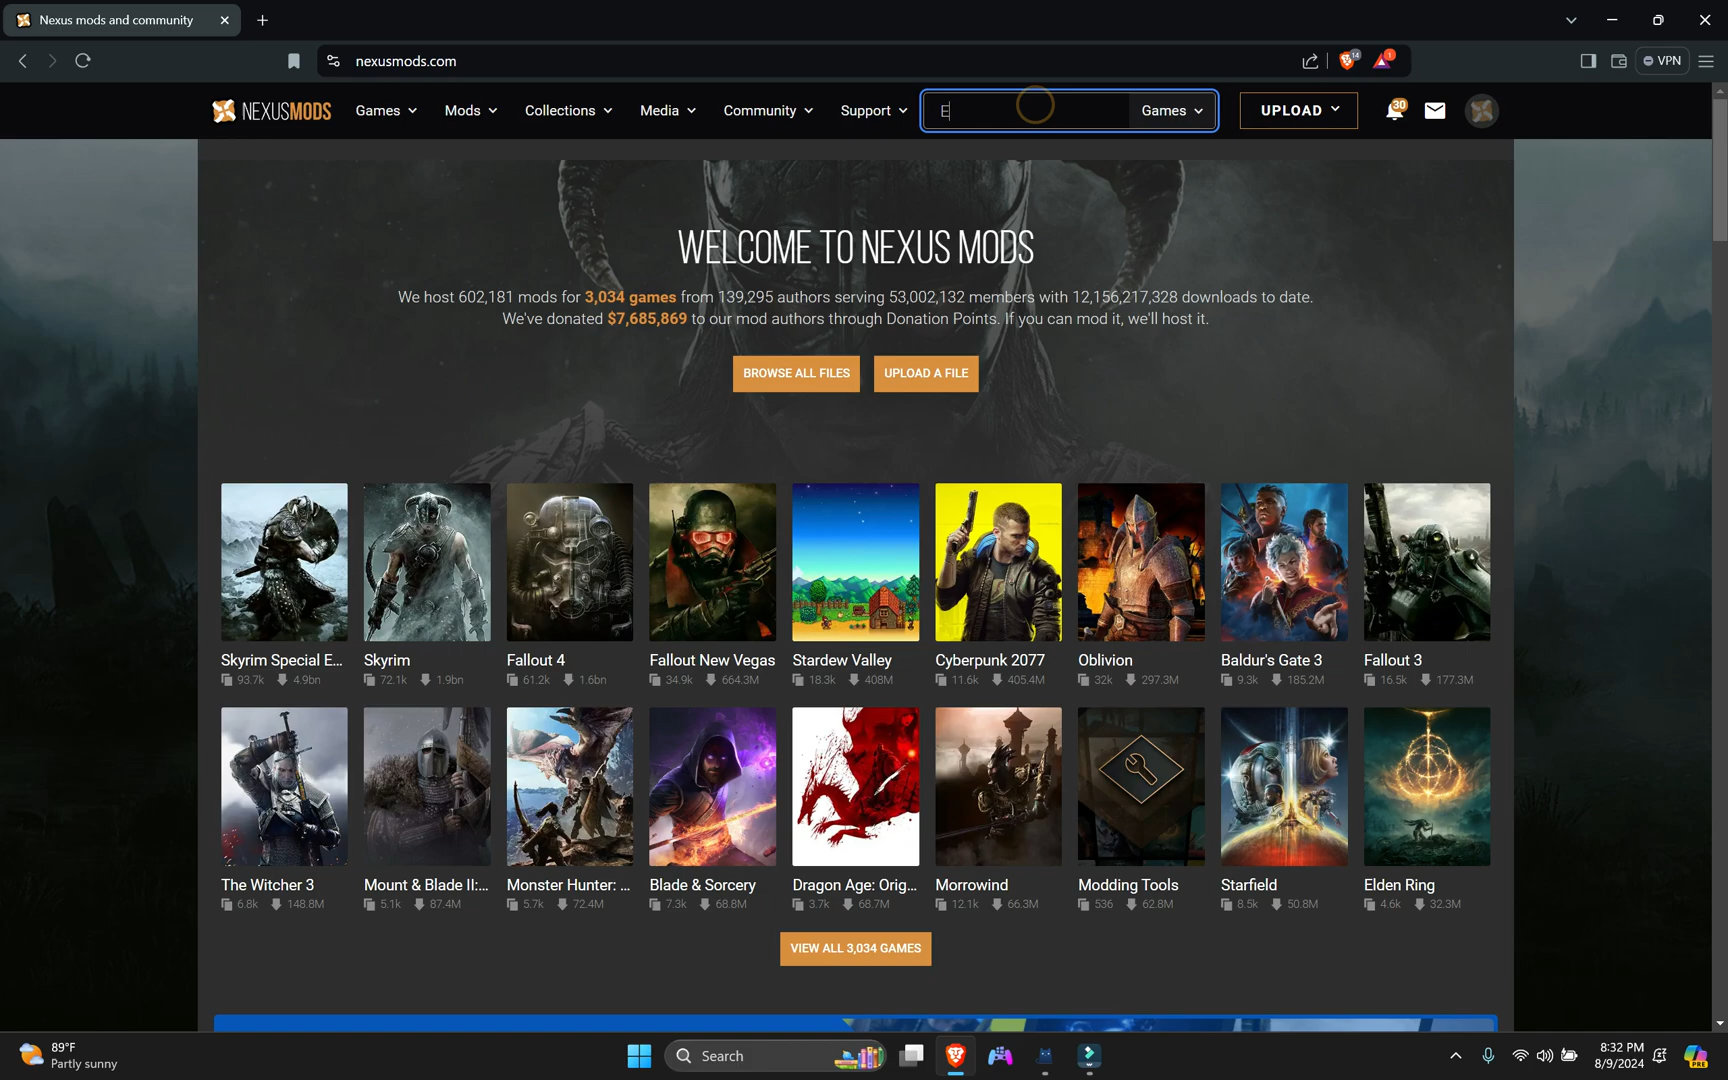 Nexus mods and community
nexusmods.com
14
1
VPN
NEXUSMODS
Games
Mods
Collections
Media
Community
Support
E
Games
UPLOAD
30
WELCOME TO NEXUS MODS
We host 602,181 mods for 3,034 games from 139,295 authors serving 53,002,132 members with 12,156,217,328 downloads to date.
We've donated $7,685,869 to our mod authors through Donation Points. If you can mod it, we'll host it.
BROWSE ALL FILES
UPLOAD A FILE
Skyrim Special E...
Skyrim
Fallout 4
Fallout New Vegas
Stardew Valley
Cyberpunk 2077
Oblivion
Baldur's Gate 3
Fallout 3
93.7k 4.9bn
72.1k 1.9bn
61.2k 1.6bn
34.9k 664.3M
18.3k 408M
11.6k 405.4M
32k 297.3M
9.3k 185.2M
16.5k 177.3M
The Witcher 3
Mount & Blade II:...
Monster Hunter: ...
Blade & Sorcery
Dragon Age: Orig...
Morrowind
Modding Tools
Starfield
Elden Ring
6.8k 148.8M
5.1k 87.4M
5.7k 72.4M
7.3k 68.8M
3.7k 68.7M
12.1k 66.3M
536 62.8M
8.5k 50.8M
4.6k 32.3M
VIEW ALL 3,034 GAMES
89°F
Partly sunny
Search
8:32 PM
8/9/2024
PRE